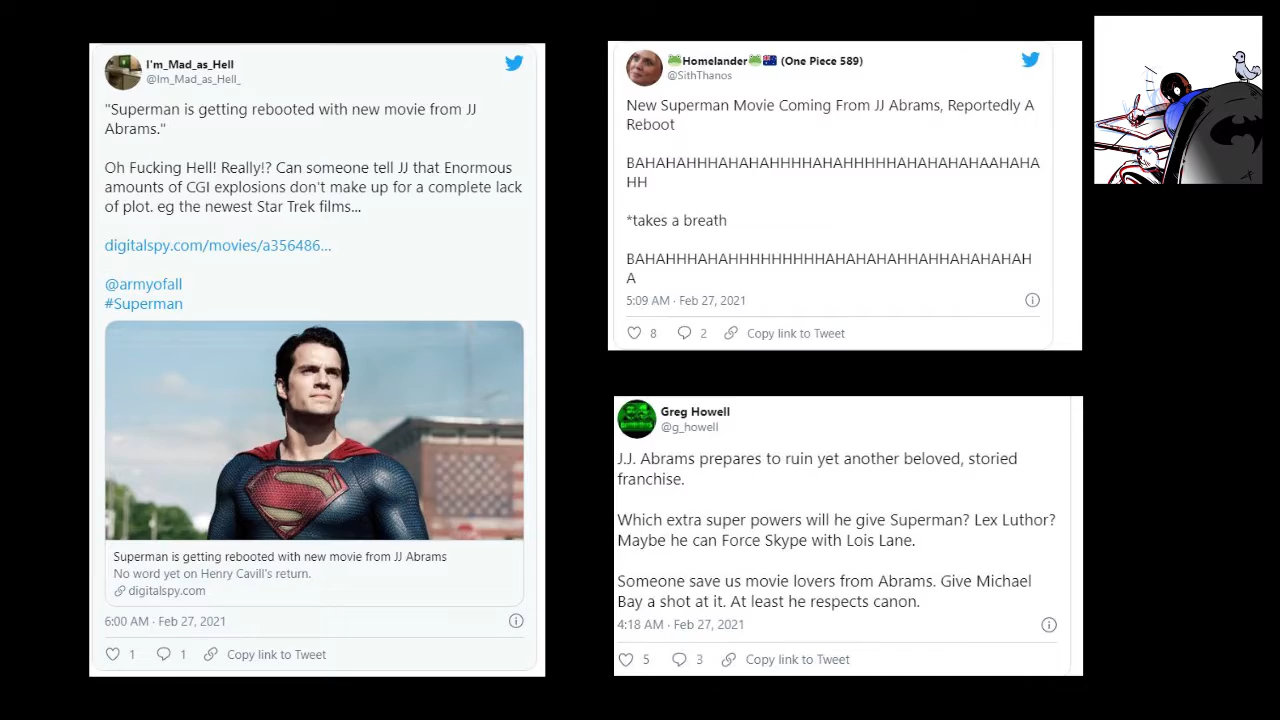 I'm_Mad_as_Hell
@Im_Mad_as_Hell_
"Superman is getting rebooted with new movie from JJ
Abrams."
Oh Fucking Hell! Really!? Can someone tell JJ that Enormous
amounts of CGI explosions don't make up for a complete lack
of plot. eg the newest Star Trek films...
digitalspy.com/movies/a356486...
@armyofall
#Superman
Superman is getting rebooted with new movie from JJ Abrams
No word yet on Henry Cavill's return.
digitalspy.com
6:00 AM · Feb 27, 2021
1 1 Copy link to Tweet
🐸Homelander🐸🇦🇺 (One Piece 589)
@SithThanos
New Superman Movie Coming From JJ Abrams, Reportedly A
Reboot
BAHAHAHHHAHAHAHHHHAHAHHHHHAHAHAHAHAAHAHA
HH
*takes a breath
BAHAHHHAHAHHHHHHHHHAHAHAHAHHAHHAHAHAHAH
A
5:09 AM · Feb 27, 2021
8 2 Copy link to Tweet
Greg Howell
@g_howell
J.J. Abrams prepares to ruin yet another beloved, storied
franchise.
Which extra super powers will he give Superman? Lex Luthor?
Maybe he can Force Skype with Lois Lane.
Someone save us movie lovers from Abrams. Give Michael
Bay a shot at it. At least he respects canon.
4:18 AM · Feb 27, 2021
5 3 Copy link to Tweet